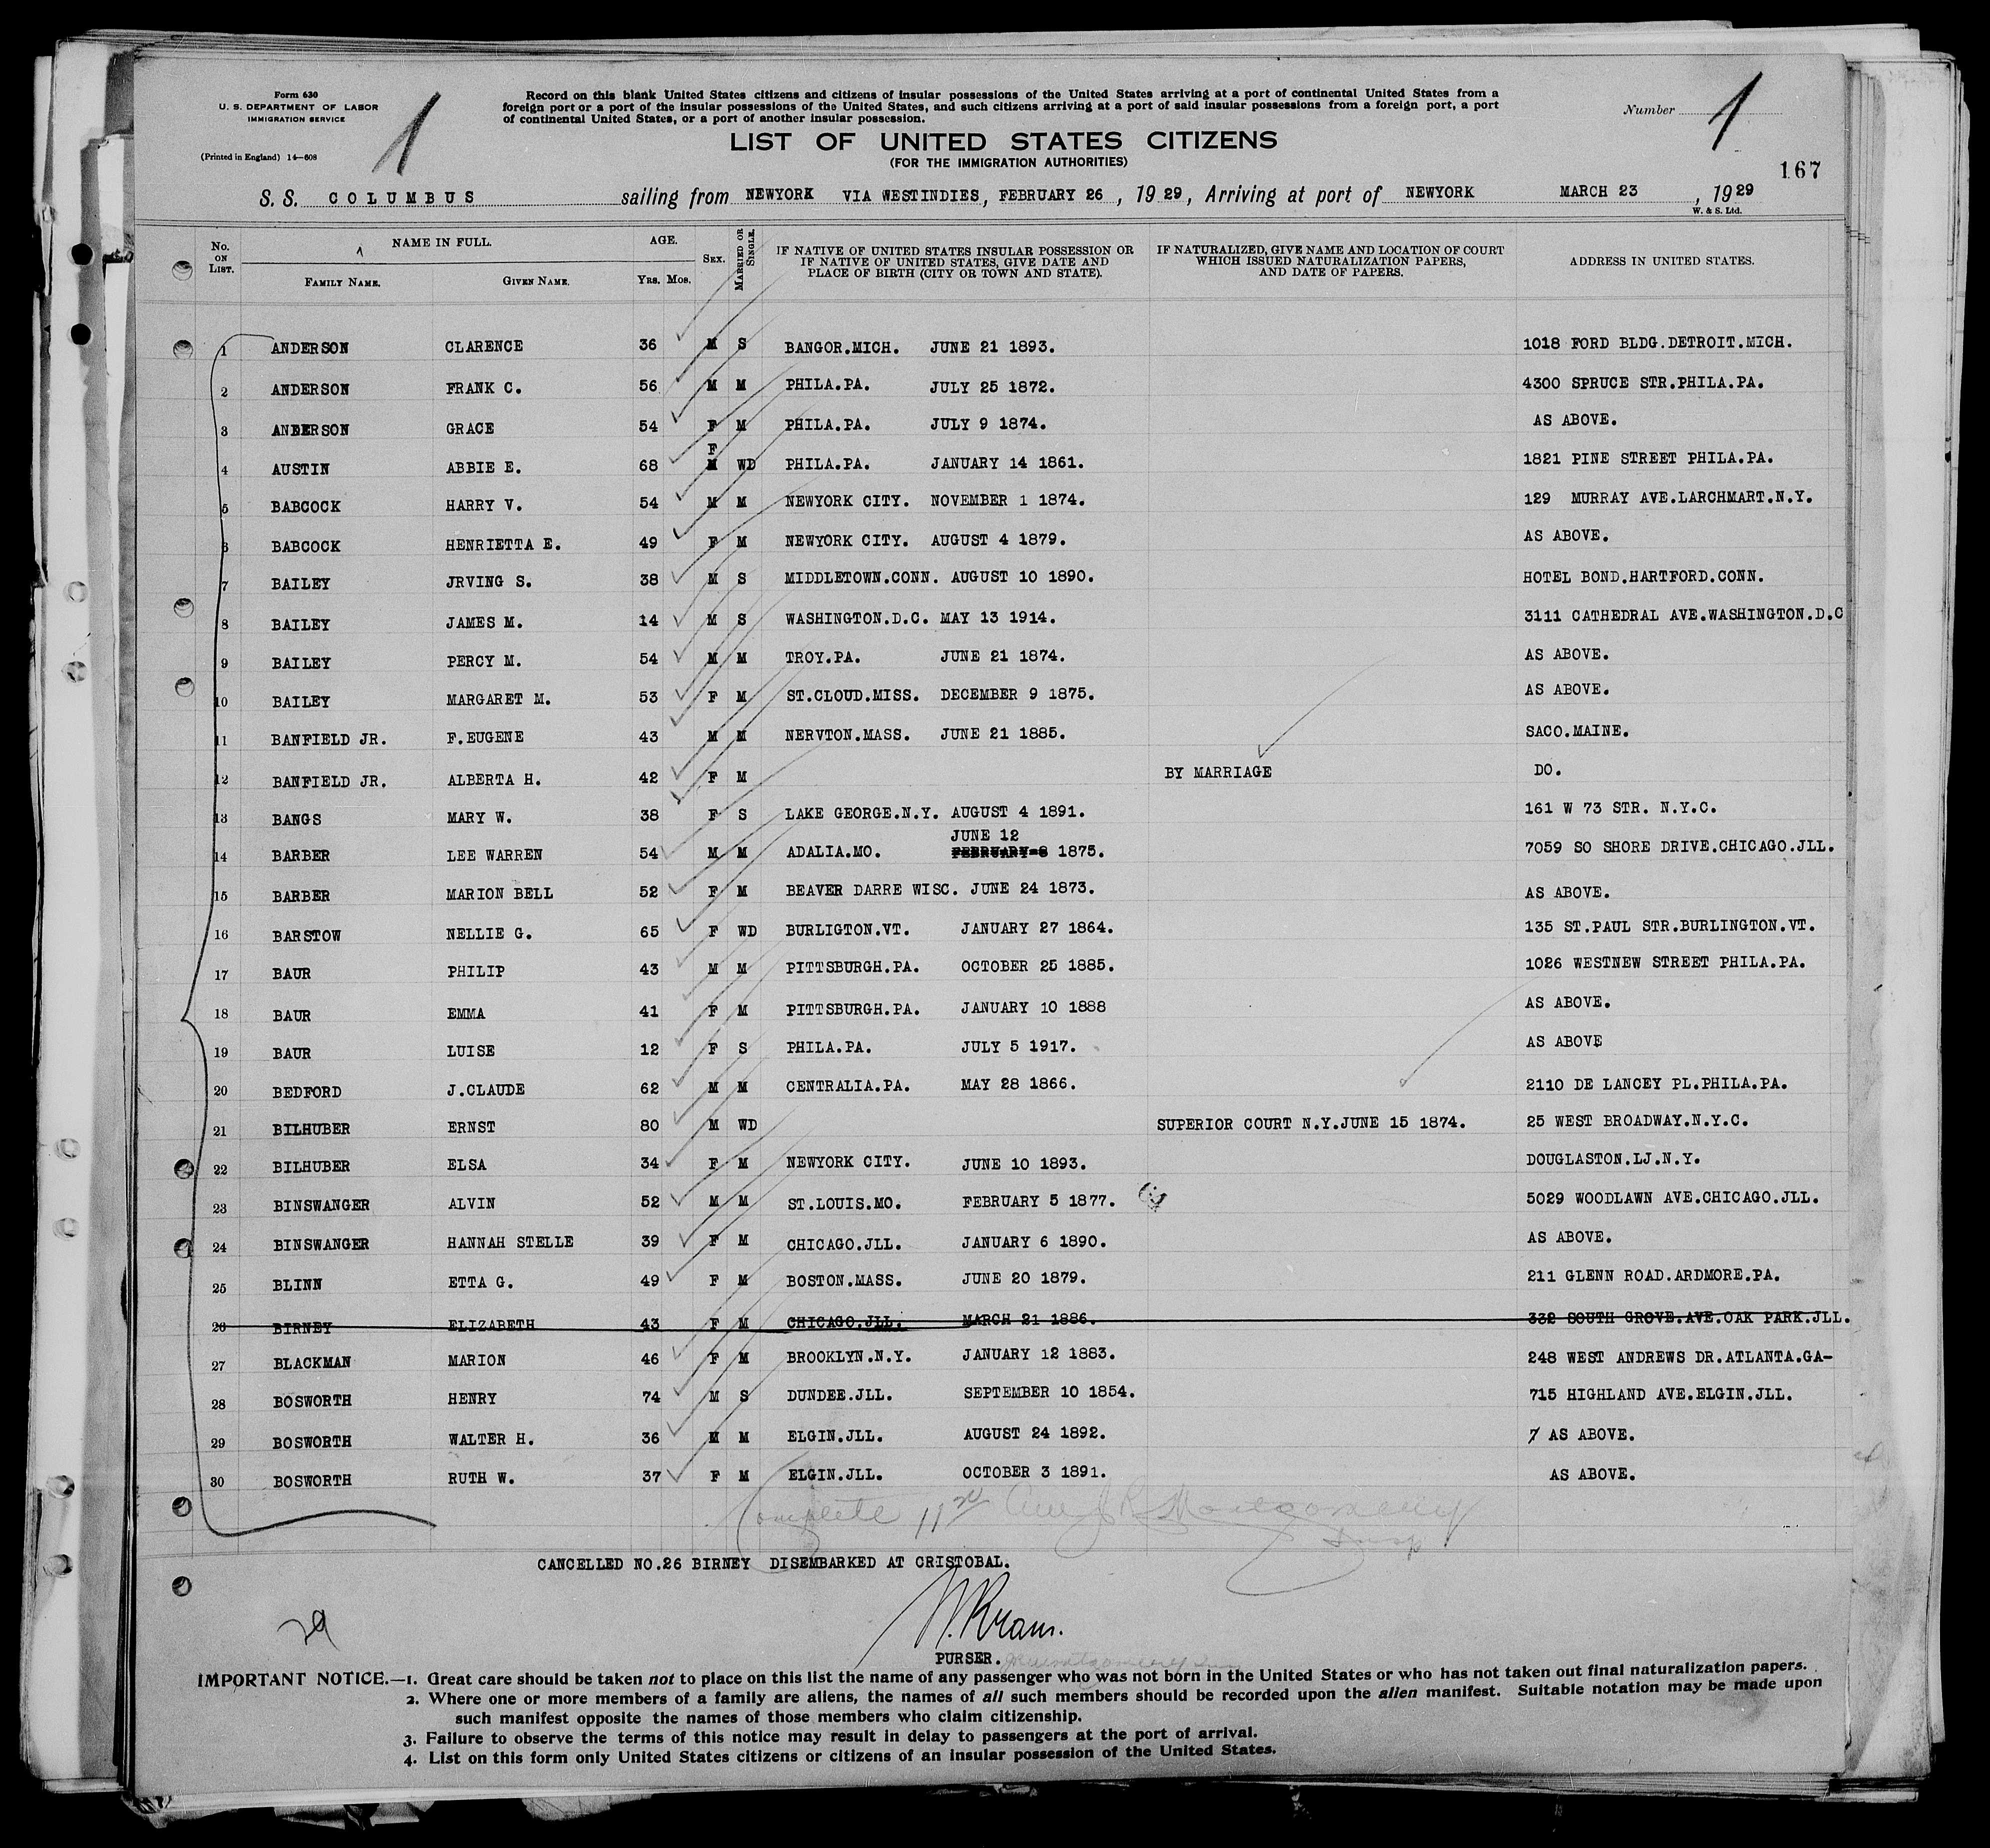 Form 630
U. S. DEPARTMENT OF LABOR
IMMIGRATION SERVICE
(Printed in England) 14—608
1
Record on this blank United States citizens and citizens of insular possessions of the United States arriving at a port of continental United States from a
foreign port or a port of the insular possessions of the United States, and such citizens arriving at a port of said insular possessions from a foreign port, a port
of continental United States, or a port of another insular possession.
Number 1
LIST OF UNITED STATES CITIZENS
(FOR THE IMMIGRATION AUTHORITIES)
167
S. S. COLUMBUS sailing from NEWYORK VIA WESTINDIES, FEBRUARY 26, 1929, Arriving at port of NEWYORK MARCH 23, 1929
W. & S. Ltd.
No. ON LIST. NAME IN FULL. FAMILY NAME. GIVEN NAME. AGE. YRS. MOS. SEX. MARRIED OR SINGLE. IF NATIVE OF UNITED STATES INSULAR POSSESSION OR IF NATIVE OF UNITED STATES, GIVE DATE AND PLACE OF BIRTH (CITY OR TOWN AND STATE). IF NATURALIZED, GIVE NAME AND LOCATION OF COURT WHICH ISSUED NATURALIZATION PAPERS, AND DATE OF PAPERS. ADDRESS IN UNITED STATES.
1 ANDERSON CLARENCE 36 M S BANGOR.MICH. JUNE 21 1893. 1018 FORD BLDG.DETROIT.MICH.
2 ANDERSON FRANK C. 56 M M PHILA.PA. JULY 25 1872. 4300 SPRUCE STR.PHILA.PA.
3 ANDERSON GRACE 54 F M PHILA.PA. JULY 9 1874. AS ABOVE.
F
4 AUSTIN ABBIE E. 68 M WD PHILA.PA. JANUARY 14 1861. 1821 PINE STREET PHILA.PA.
5 BABCOCK HARRY V. 54 M M NEWYORK CITY. NOVEMBER 1 1874. 129 MURRAY AVE.LARCHMART.N.Y.
6 BABCOCK HENRIETTA E. 49 F M NEWYORK CITY. AUGUST 4 1879. AS ABOVE.
7 BAILEY JRVING S. 38 M S MIDDLETOWN.CONN. AUGUST 10 1890. HOTEL BOND.HARTFORD.CONN.
8 BAILEY JAMES M. 14 M S WASHINGTON.D.C. MAY 13 1914. 3111 CATHEDRAL AVE.WASHINGTON.D.C
9 BAILEY PERCY M. 54 M M TROY.PA. JUNE 21 1874. AS ABOVE.
10 BAILEY MARGARET M. 53 F M ST.CLOUD.MISS. DECEMBER 9 1875. AS ABOVE.
11 BANFIELD JR. F.EUGENE 43 M M NERVTON.MASS. JUNE 21 1885. SACO.MAINE.
12 BANFIELD JR. ALBERTA H. 42 F M BY MARRIAGE DO.
13 BANGS MARY W. 38 F S LAKE GEORGE.N.Y. AUGUST 4 1891. 161 W 73 STR. N.Y.C.
JUNE 12
14 BARBER LEE WARREN 54 M M ADALIA.MO. FEBRUARY 8 1875. 7059 SO SHORE DRIVE.CHICAGO.JLL.
15 BARBER MARION BELL 52 F M BEAVER DARRE WISC. JUNE 24 1873. AS ABOVE.
16 BARSTOW NELLIE G. 65 F WD BURLIGTON.VT. JANUARY 27 1864. 135 ST.PAUL STR.BURLINGTON.VT.
17 BAUR PHILIP 43 M M PITTSBURGH.PA. OCTOBER 25 1885. 1026 WESTNEW STREET PHILA.PA.
18 BAUR EMMA 41 F M PITTSBURGH.PA. JANUARY 10 1888 AS ABOVE.
19 BAUR LUISE 12 F S PHILA.PA. JULY 5 1917. AS ABOVE
20 BEDFORD J.CLAUDE 62 M M CENTRALIA.PA. MAY 28 1866. 2110 DE LANCEY PL.PHILA.PA.
21 BILHUBER ERNST 80 M WD SUPERIOR COURT N.Y.JUNE 15 1874. 25 WEST BROADWAY.N.Y.C.
22 BILHUBER ELSA 34 F M NEWYORK CITY. JUNE 10 1893. DOUGLASTON.LJ.N.Y.
23 BINSWANGER ALVIN 52 M M ST.LOUIS.MO. FEBRUARY 5 1877. 5029 WOODLAWN AVE.CHICAGO.JLL.
24 BINSWANGER HANNAH STELLE 39 F M CHICAGO.JLL. JANUARY 6 1890. AS ABOVE.
25 BLINN ETTA G. 49 F M BOSTON.MASS. JUNE 20 1879. 211 GLENN ROAD.ARDMORE.PA.
26 BIRNEY ELIZABETH 43 F M CHICAGO.JLL. MARCH 21 1886. 332 SOUTH GROVE.AVE.OAK PARK.JLL.
27 BLACKMAN MARION 46 F M BROOKLYN.N.Y. JANUARY 12 1883. 248 WEST ANDREWS DR.ATLANTA.GA-
28 BOSWORTH HENRY 74 M S DUNDEE.JLL. SEPTEMBER 10 1854. 715 HIGHLAND AVE.ELGIN.JLL.
29 BOSWORTH WALTER H. 36 M M ELGIN.JLL. AUGUST 24 1892. 7 AS ABOVE.
30 BOSWORTH RUTH W. 37 F M ELGIN.JLL. OCTOBER 3 1891. AS ABOVE.
Complete 11 J R Montgomery
Insp
CANCELLED NO.26 BIRNEY DISEMBARKED AT CRISTOBAL.
29
PURSER.
IMPORTANT NOTICE.—1. Great care should be taken not to place on this list the name of any passenger who was not born in the United States or who has not taken out final naturalization papers.
2. Where one or more members of a family are aliens, the names of all such members should be recorded upon the alien manifest. Suitable notation may be made upon
such manifest opposite the names of those members who claim citizenship.
3. Failure to observe the terms of this notice may result in delay to passengers at the port of arrival.
4. List on this form only United States citizens or citizens of an insular possession of the United States.